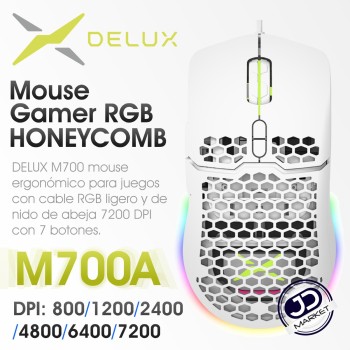 DELUX
Mouse
Gamer RGB
HONEYCOMB
DELUX M700 mouse
ergonómico para juegos
con cable RGB ligero y de
nido de abeja 7200 DPI
con 7 botones.
M700A
DPI: 800/1200/2400
/4800/6400/7200
JD
MARKET